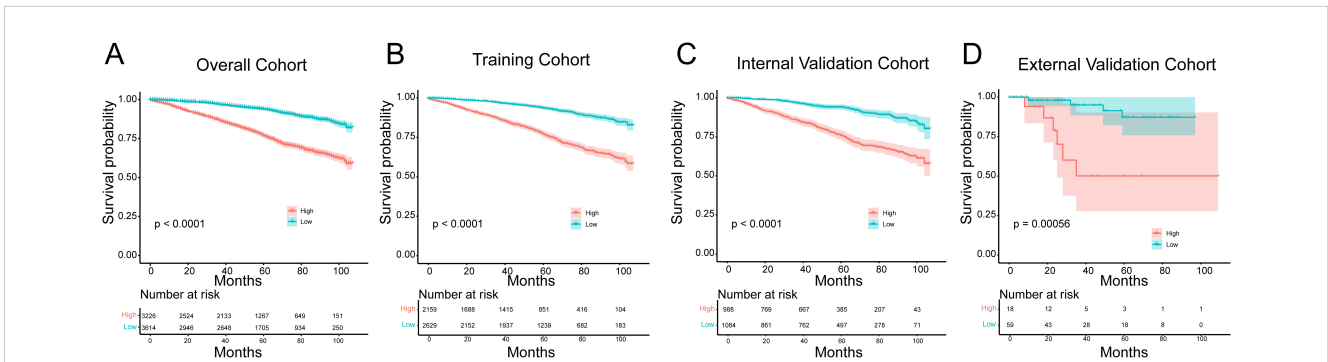 A
Overall Cohort
Survival probability
1.00
0.75
0.50
0.25
0.00
p < 0.0001
High
Low
0 20 40 60 80 100
Months
Number at risk
High 3226 2524 2133 1267 649 151
Low 3614 2946 2648 1705 934 250
0 20 40 60 80 100
Months
B
Training Cohort
Survival probability
1.00
0.75
0.50
0.25
0.00
p < 0.0001
High
Low
0 20 40 60 80 100
Months
Number at risk
High 2159 1688 1415 851 416 104
Low 2629 2152 1937 1239 682 183
0 20 40 60 80 100
Months
C
Internal Validation Cohort
Survival probability
1.00
0.75
0.50
0.25
0.00
p < 0.0001
High
Low
0 20 40 60 80 100
Months
Number at risk
High 988 769 667 385 207 43
Low 1064 861 762 497 278 71
0 20 40 60 80 100
Months
D
External Validation Cohort
Survival probability
1.00
0.75
0.50
0.25
0.00
p = 0.00056
High
Low
0 20 40 60 80 100
Months
Number at risk
High 18 12 5 3 1 1
Low 59 43 28 18 8 0
0 20 40 60 80 100
Months